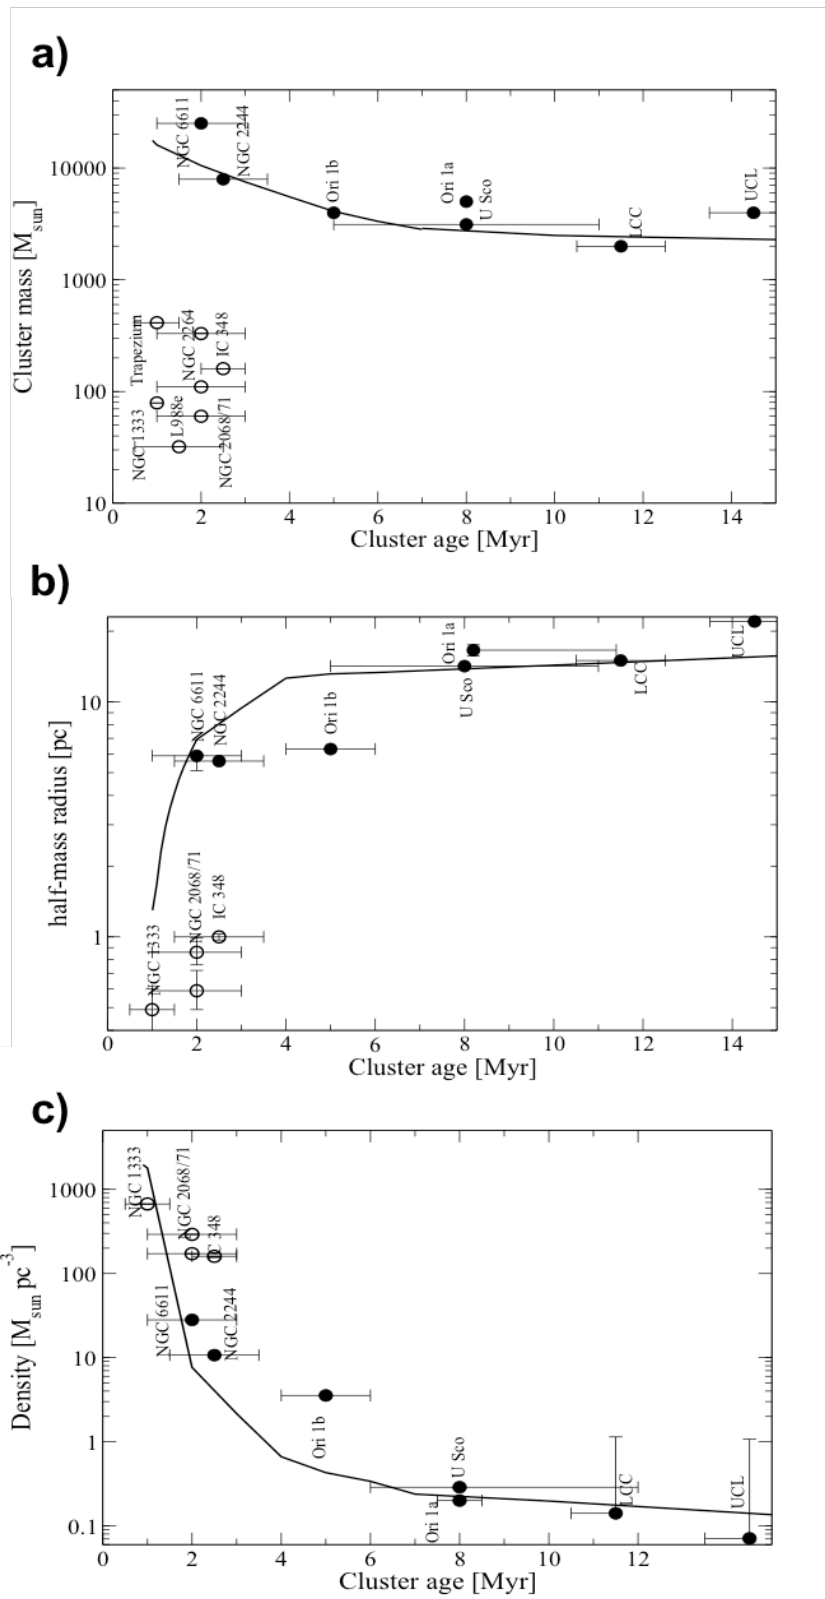 a)
NGC 6611
NGC 2244
Ori 1b
Ori 1a
U Sco
LCC
UCL
Trapezium
NGC 2264
IC 348
NGC 1333
L988e
NGC 2068/71
10000
1000
100
10
Cluster mass [Msun]
0 2 4 6 8 10 12 14
Cluster age [Myr]
b)
NGC 6611
NGC 2244
Ori 1b
Ori 1a
U Sco
LCC
UCL
NGC 1333
NGC 2068/71
IC 348
10
1
half-mass radius [pc]
0 2 4 6 8 10 12 14
Cluster age [Myr]
c)
NGC 1333
NGC 2068/71
IC 348
NGC 6611
NGC 2244
Ori 1b
Ori 1a
U Sco
LCC
UCL
1000
100
10
1
0.1
Density [Msun pc-3]
0 2 4 6 8 10 12 14
Cluster age [Myr]